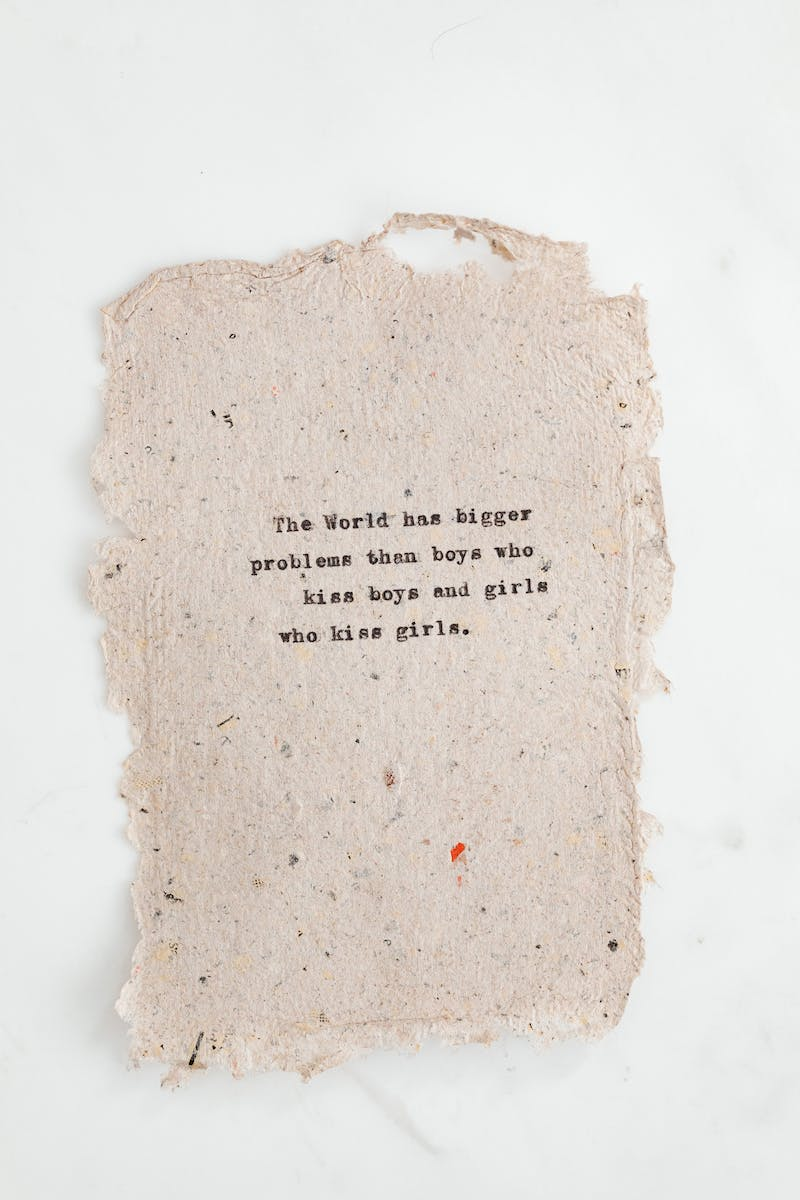 The World has bigger
problems than boys who
kiss boys and girls
who kiss girls.